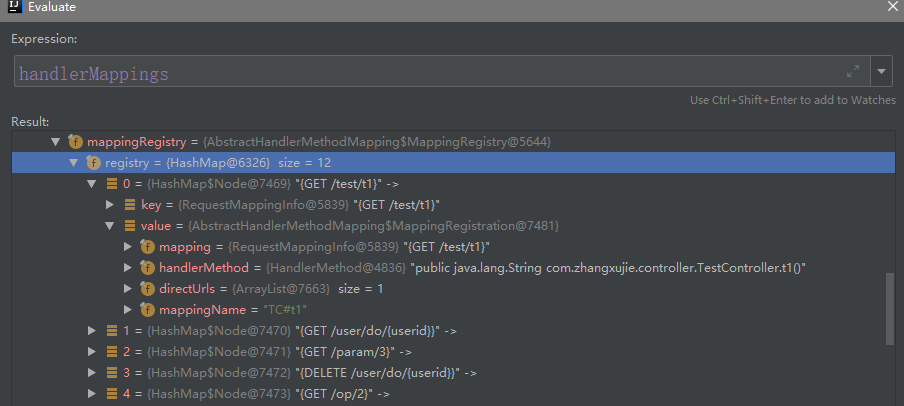 Evaluate
Expression:
handlerMappings
Use Ctrl+Shift+Enter to add to Watches
Result:
mappingRegistry = {AbstractHandlerMethodMapping$MappingRegistry@5644}
registry = {HashMap@6326} size = 12
0 = {HashMap$Node@7469} "{GET /test/t1}" ->
key = {RequestMappingInfo@5839} "{GET /test/t1}"
value = {AbstractHandlerMethodMapping$MappingRegistration@7481}
mapping = {RequestMappingInfo@5839} "{GET /test/t1}"
handlerMethod = {HandlerMethod@4836} "public java.lang.String com.zhangxujie.controller.TestController.t1()"
directUrls = {ArrayList@7663} size = 1
mappingName = "TC#t1"
1 = {HashMap$Node@7470} "{GET /user/do/{userid}}" ->
2 = {HashMap$Node@7471} "{GET /param/3}" ->
3 = {HashMap$Node@7472} "{DELETE /user/do/{userid}}" ->
4 = {HashMap$Node@7473} "{GET /op/2}" ->